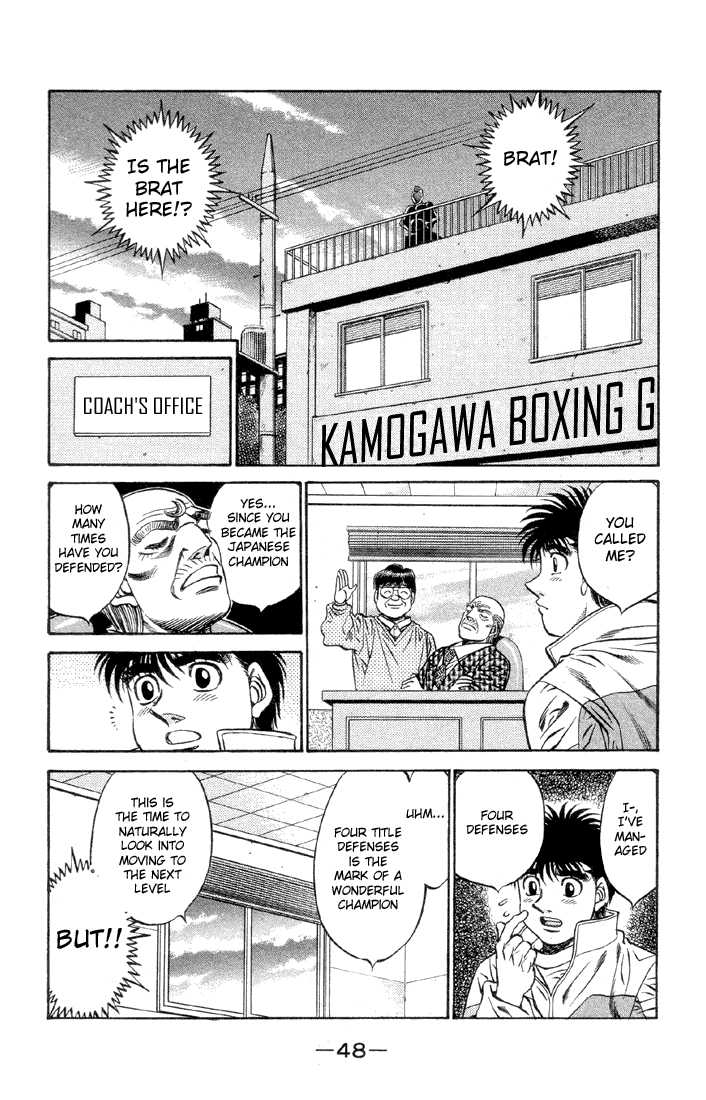 BRAT!
IS THE
BRAT
HERE!?
COACH'S OFFICE
KAMOGAWA BOXING G
YOU
CALLED
ME?
YES...
SINCE YOU
BECAME THE
JAPANESE
CHAMPION
HOW
MANY
TIMES
HAVE YOU
DEFENDED?
I-,
I'VE
MAN-
AGED
FOUR
DEFENSES
UHM...
FOUR TITLE
DEFENSES
IS THE
MARK OF A
WONDERFUL
CHAMPION
THIS IS
THE TIME TO
NATURALLY
LOOK INTO
MOVING TO
THE NEXT
LEVEL
BUT!!
—48—